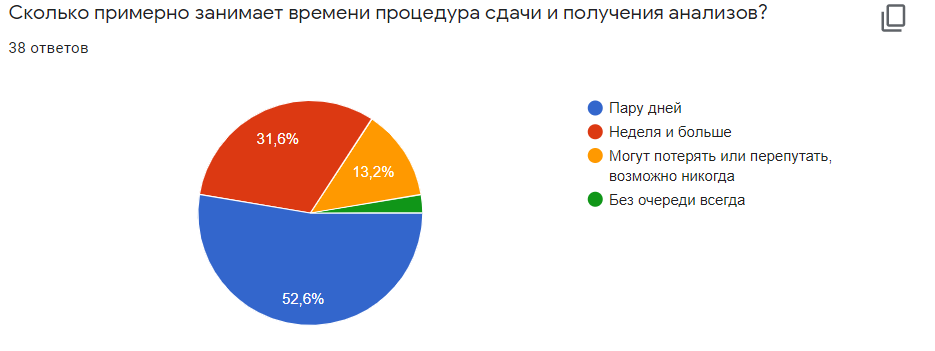 Сколько примерно занимает времени процедура сдачи и получения анализов?
38 ответов
31,6%
13,2%
52,6%
Пару дней
Неделя и больше
Могут потерять или перепутать,
возможно никогда
Без очереди всегда